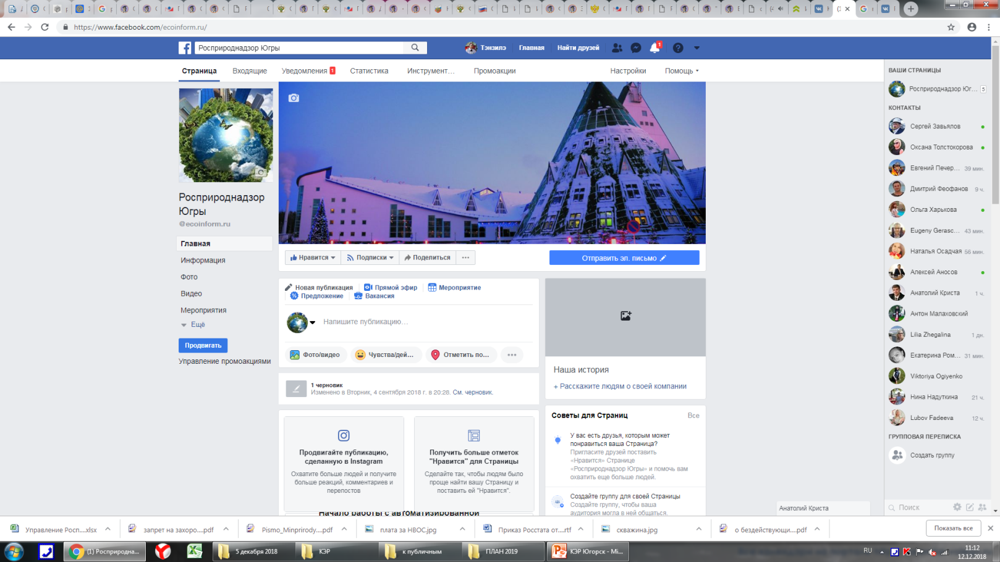 https://www.facebook.com/ecoinform.ru/
Росприроднадзор Югры
Тэнзилэ
Главная
Найти друзей
1
Страница
Входящие
Уведомления 1
Статистика
Инструмент…
Промоакции
Настройки
Помощь
Росприроднадзор
Югры
@ecoinform.ru
Главная
Информация
Фото
Видео
Мероприятия
Ещё
Продвигать
Управление промоакциями
Нравится
Подписки
Поделиться
Отправить эл. письмо
Новая публикация
Прямой эфир
Мероприятие
Предложение
Вакансия
Напишите публикацию…
Фото/видео
Чувства/дей…
Отметить по…
1 черновик
Изменено в Вторник, 4 сентября 2018 г. в 20:28. См. черновик.
Продвигайте публикацию,
сделанную в Instagram
Охватите больше людей и получите
больше реакций, комментариев и
перепостов
Получить больше отметок
"Нравится" для Страницы
Сделайте так, чтобы людям было
проще найти вашу Страницу и
поставить ей "Нравится".
Начало работы с автоматизированной
Наша история
+ Расскажите людям о своей компании
Советы для Страниц
Все
У вас есть друзья, которым может
понравиться ваша Страница?
Пригласите друзей поставить
«Нравится» Странице
«Росприроднадзор Югры» и помочь вам
охватить еще больше людей.
Создайте группу для своей Страницы
Создайте группу, чтобы ваша
аудитория могла в ней общаться.
ВАШИ СТРАНИЦЫ
Росприроднадзор Юг… 5
КОНТАКТЫ
Сергей Завьялов
Оксана Толстокорова
Евгений Печер… 39 мин.
Дмитрий Феофанов 9 ч.
Ольга Харькова
Eugeny Gerasc… 43 мин.
Наталья Осадчая 56 мин.
Алексей Аносов
Анатолий Криста 1 ч.
Антон Малаховский
Lilia Zhegalina 1 дн.
Екатерина Ром… 31 мин.
Viktoriya Ogiyenko
Нина Надуткина 21 ч.
Lubov Fadeeva 12 ч.
ГРУППОВАЯ ПЕРЕПИСКА
Создать группу
Анатолий Криста
Поиск
Управление Росп....xlsx
запрет на захоро....pdf
Pismo_Minprirody....pdf
плата за НВОС.jpg
Приказ Росстата от....rtf
скважина.jpg
о бездействующи....pdf
Показать все
(1) Росприродна...
5 декабря 2018
КЭР
к публичным
ПЛАН 2019
КЭР Югорск - Mi...
RU
11:12
12.12.2018